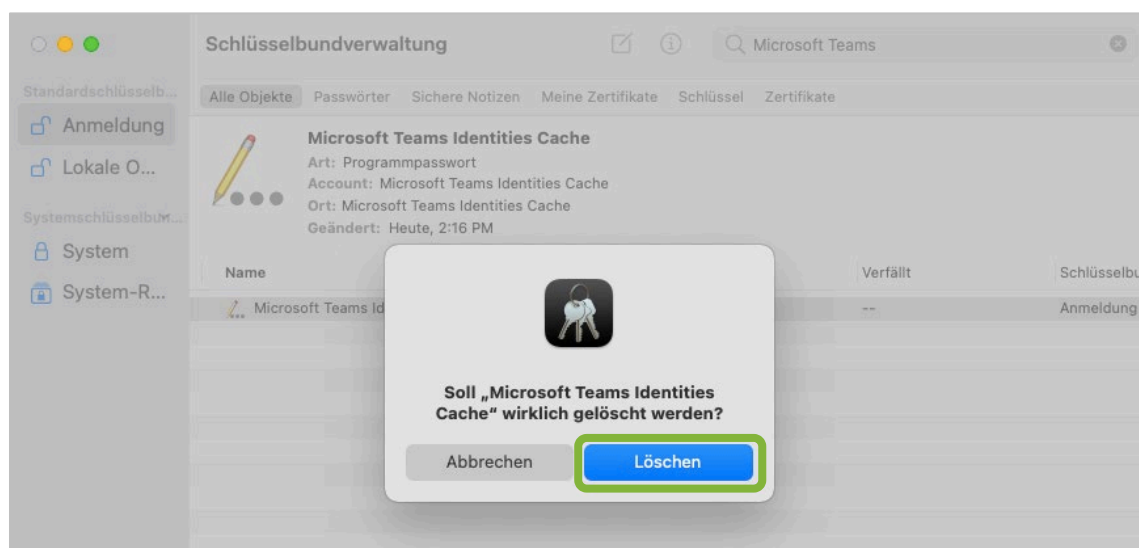 Schlüsselbundverwaltung
Microsoft Teams
Standardschlüsselb...
Anmeldung
Lokale O...
Systemschlüsselbun...
System
System-R...
Alle Objekte Passwörter Sichere Notizen Meine Zertifikate Schlüssel Zertifikate
Microsoft Teams Identities Cache
Art: Programmpasswort
Account: Microsoft Teams Identities Cache
Ort: Microsoft Teams Identities Cache
Geändert: Heute, 2:16 PM
Name Verfällt Schlüsselbu
Microsoft Teams Id -- Anmeldung
Soll „Microsoft Teams Identities
Cache“ wirklich gelöscht werden?
Abbrechen Löschen